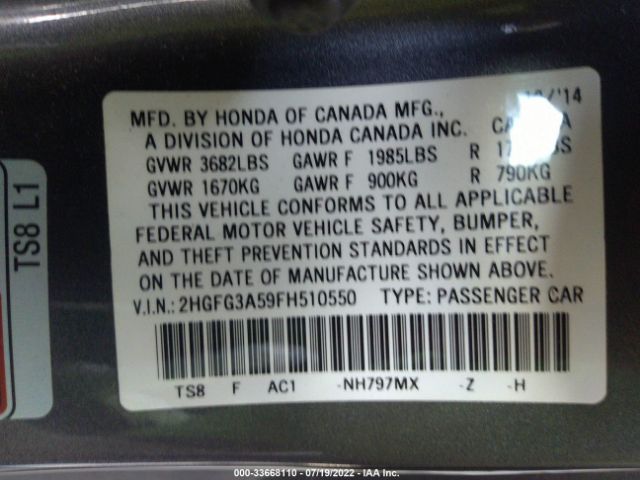 MFD. BY HONDA OF CANADA MFG., /'14
A DIVISION OF HONDA CANADA INC.
GVWR 3682LBS GAWR F 1985LBS R
GVWR 1670KG GAWR F 900KG R 790KG
THIS VEHICLE CONFORMS TO ALL APPLICABLE
FEDERAL MOTOR VEHICLE SAFETY, BUMPER,
AND THEFT PREVENTION STANDARDS IN EFFECT
ON THE DATE OF MANUFACTURE SHOWN ABOVE.
V.I.N.: 2HGFG3A59FH510550 TYPE: PASSENGER CAR
TS8 F AC1 -NH797MX -Z -H
TS8 L1
000-33668110 - 07/19/2022 - IAA Inc.